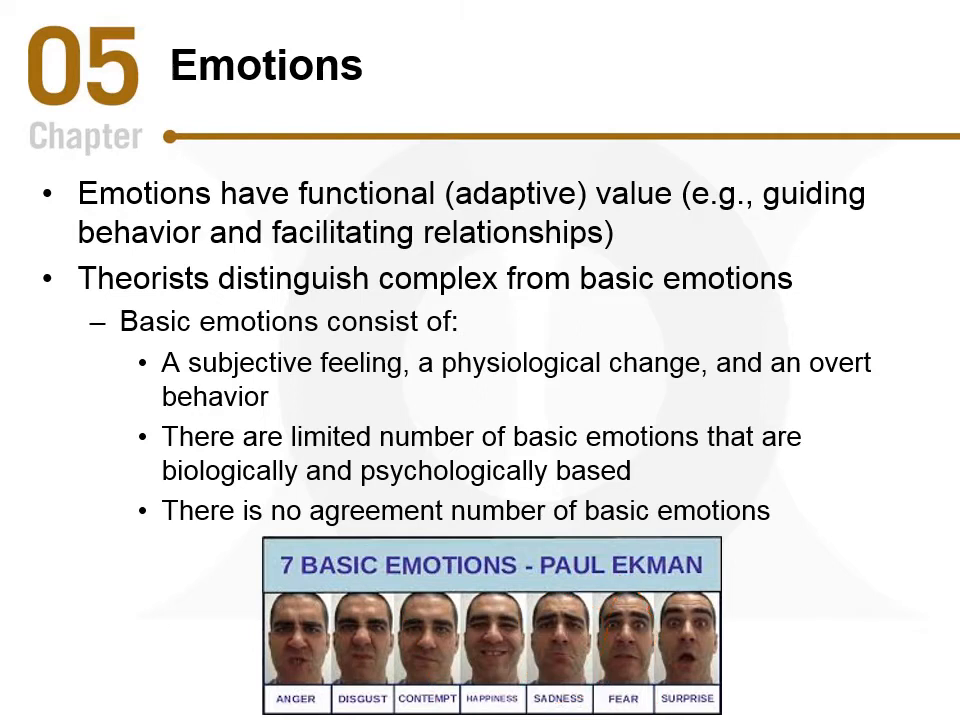 05
Chapter
Emotions
• Emotions have functional (adaptive) value (e.g., guiding
behavior and facilitating relationships)
• Theorists distinguish complex from basic emotions
– Basic emotions consist of:
• A subjective feeling, a physiological change, and an overt
behavior
• There are limited number of basic emotions that are
biologically and psychologically based
• There is no agreement number of basic emotions
7 BASIC EMOTIONS - PAUL EKMAN
ANGER DISGUST CONTEMPT HAPPINESS SADNESS FEAR SURPRISE